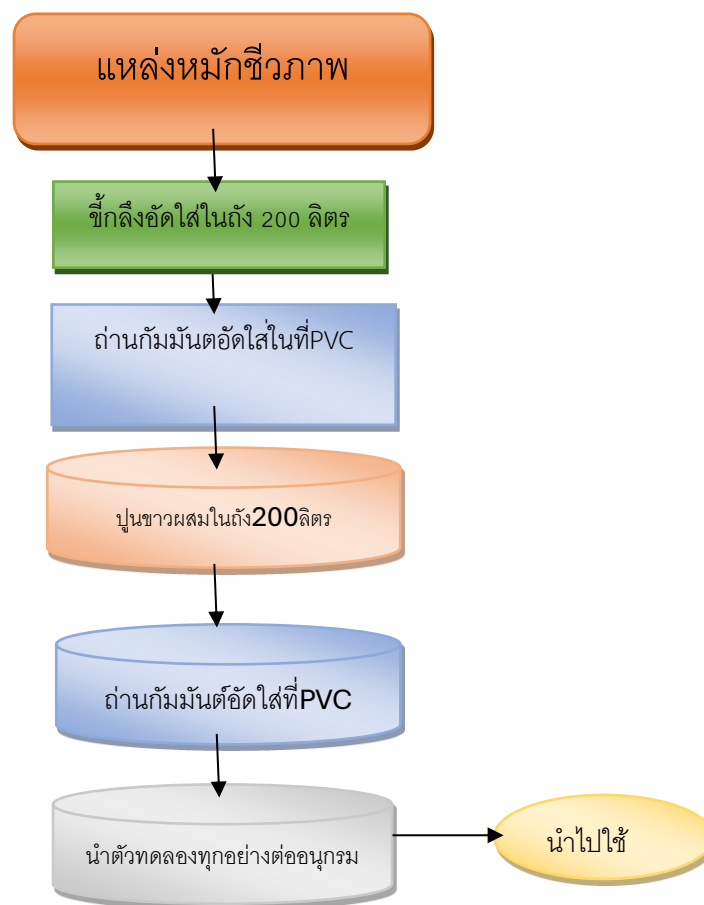 แหล่งหมักชีวภาพ
ขี้กลึงอัดใส่ในถัง 200 ลิตร
ถ่านกัมมันตอัดใส่ในที่PVC
ปูนขาวผสมในถัง200ลิตร
ถ่านกัมมันต์อัดใส่ที่PVC
นำตัวทดลองทุกอย่างต่ออนุกรม
นำไปใช้